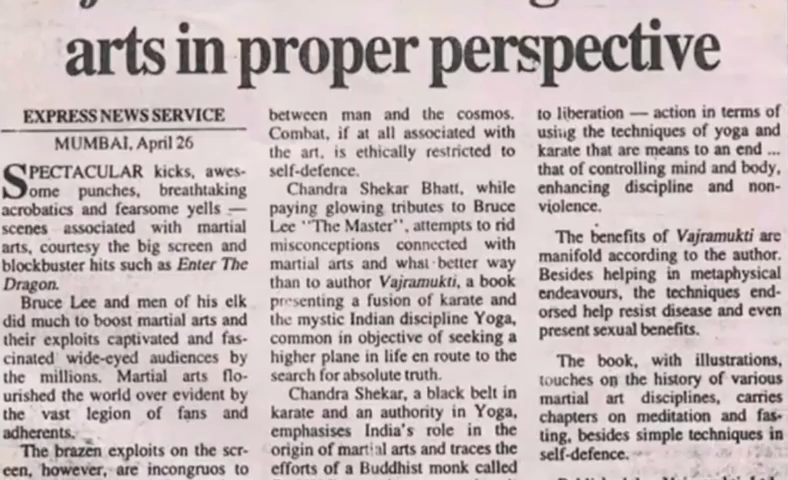 arts in proper perspective
EXPRESS NEWS SERVICE
MUMBAI, April 26
SPECTACULAR kicks, awes-
ome punches, breathtaking
acrobatics and fearsome yells —
scenes associated with martial
arts, courtesy the big screen and
blockbuster hits such as Enter The
Dragon.
Bruce Lee and men of his elk
did much to boost martial arts and
their exploits captivated and fas-
cinated wide-eyed audiences by
the millions. Martial arts flo-
urished the world over evident by
the vast legion of fans and
adherents.
The brazen exploits on the scr-
een, however, are incongruos to
between man and the cosmos.
Combat, if at all associated with
the art, is ethically restricted to
self-defence.
Chandra Shekar Bhatt, while
paying glowing tributes to Bruce
Lee "The Master", attempts to rid
misconceptions connected with
martial arts and what better way
than to author Vajramukti, a book
presenting a fusion of karate and
the mystic Indian discipline Yoga,
common in objective of seeking a
higher plane in life en route to the
search for absolute truth.
Chandra Shekar, a black belt in
karate and an authority in Yoga,
emphasises India's role in the
origin of martial arts and traces the
efforts of a Buddhist monk called
to liberation — action in terms of
using the techniques of yoga and
karate that are means to an end ...
that of controlling mind and body,
enhancing discipline and non-
violence.
The benefits of Vajramukti are
manifold according to the author.
Besides helping in metaphysical
endeavours, the techniques end-
orsed help resist disease and even
present sexual benefits.
The book, with illustrations,
touches on the history of various
martial art disciplines, carries
chapters on meditation and fas-
ting, besides simple techniques in
self-defence.